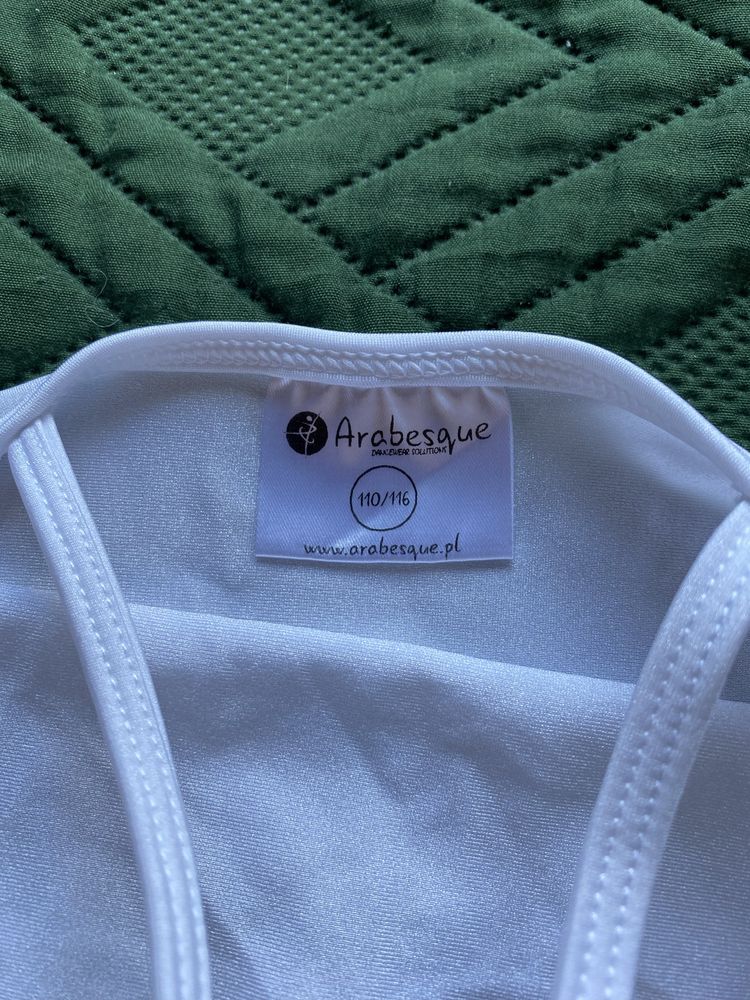 Arabesque
DANCEWEAR SOLUTIONS
110/116
www.arabesque.pl